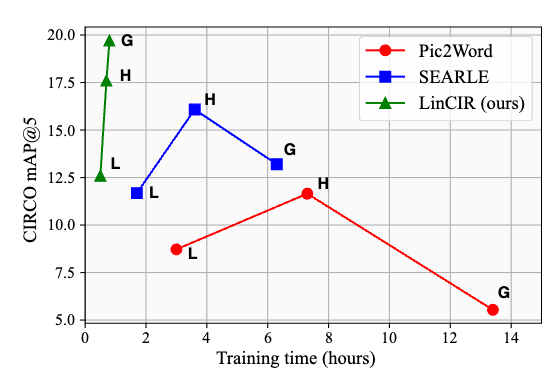 20.0
17.5
15.0
12.5
10.0
7.5
5.0
CIRCO mAP@5
G
H
L
H
G
L
H
L
G
Pic2Word
SEARLE
LinCIR (ours)
0 2 4 6 8 10 12 14
Training time (hours)